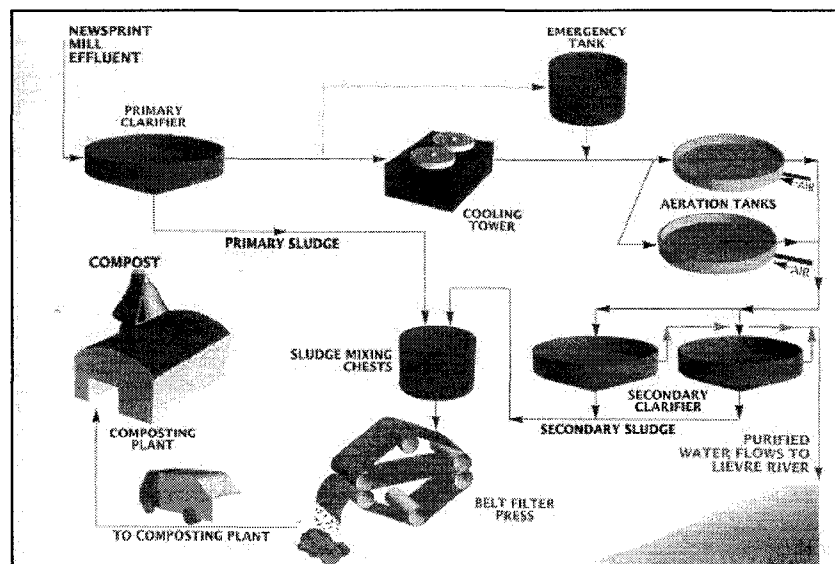 NEWSPRINT
MILL
EFFLUENT
EMERGENCY
TANK
PRIMARY
CLARIFIER
COOLING
TOWER
AIR
AERATION TANKS
AIR
PRIMARY SLUDGE
COMPOST
SLUDGE MIXING
CHESTS
SECONDARY
CLARIFIER
SECONDARY SLUDGE
COMPOSTING
PLANT
PURIFIED
WATER FLOWS TO
LIEVRE RIVER
BELT FILTER
PRESS
TO COMPOSTING PLANT